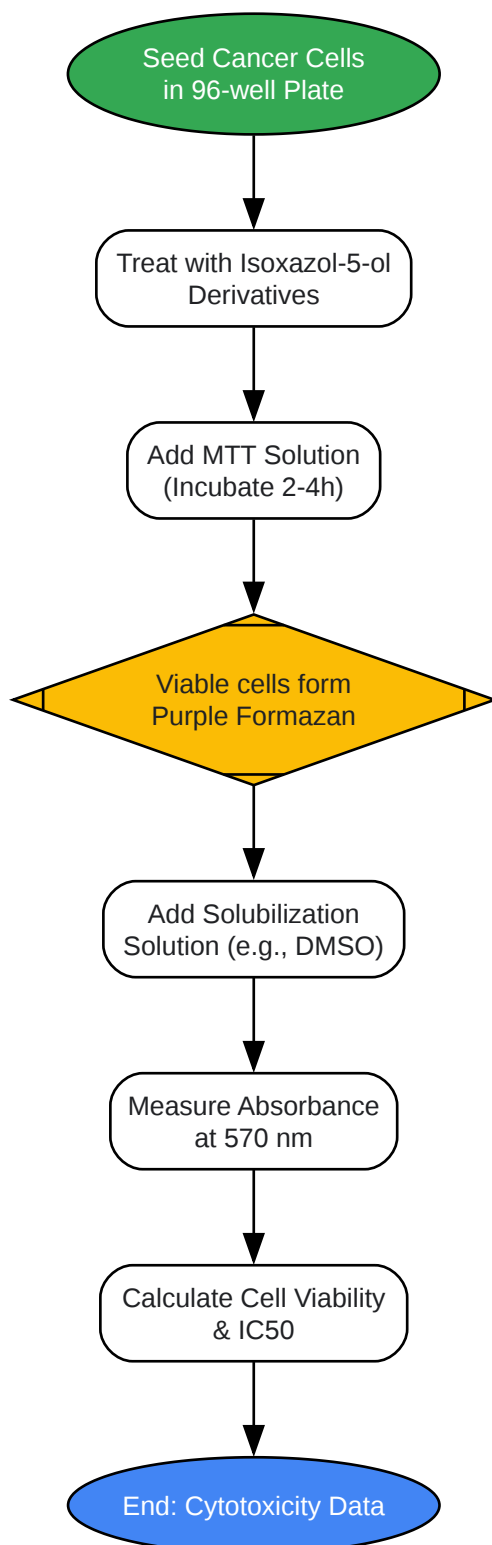 Seed Cancer Cells
in 96-well Plate
Treat with Isoxazol-5-ol
Derivatives
Add MTT Solution
(Incubate 2-4h)
Viable cells form
Purple Formazan
Add Solubilization
Solution (e.g., DMSO)
Measure Absorbance
at 570 nm
Calculate Cell Viability
& IC50
End: Cytotoxicity Data